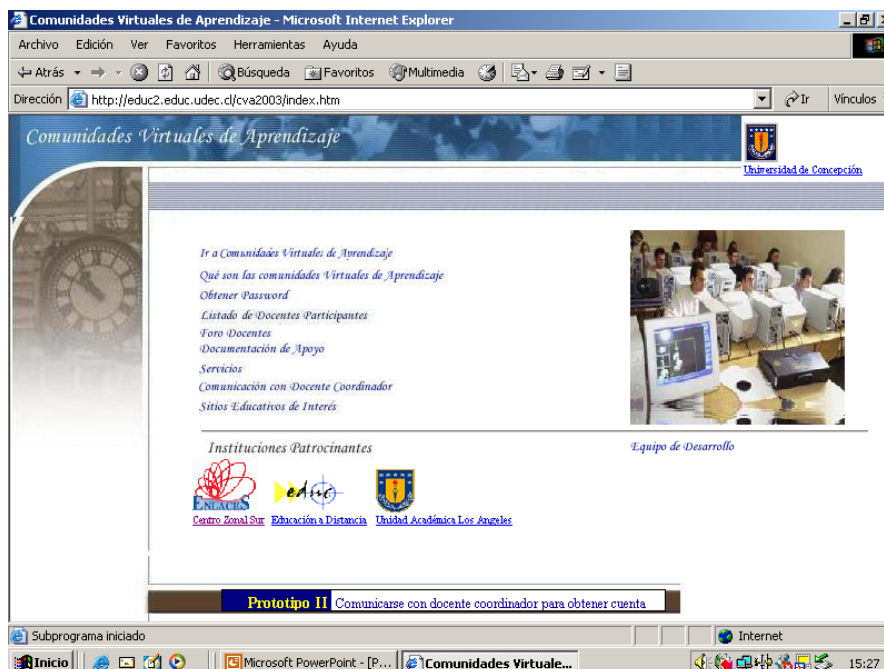 Comunidades Virtuales de Aprendizaje - Microsoft Internet Explorer
Archivo Edición Ver Favoritos Herramientas Ayuda
Atrás Búsqueda Favoritos Multimedia
Dirección http://educ2.educ.udec.cl/cva2003/index.htm Ir Vínculos
Comunidades Virtuales de Aprendizaje
Universidad de Concepción
Ir a Comunidades Virtuales de Aprendizaje
Qué son las comunidades Virtuales de Aprendizaje
Obtener Password
Listado de Docentes Participantes
Foro Docentes
Documentación de Apoyo
Servicios
Comunicación con Docente Coordinador
Sitios Educativos de Interés
Instituciones Patrocinantes Equipo de Desarrollo
ENLACES educ
Centro Zonal Sur Educación a Distancia Unidad Académica Los Angeles
Prototipo II Comunicarse con docente coordinador para obtener cuenta
Subprograma iniciado Internet
Inicio Microsoft PowerPoint - [P... Comunidades Virtuale... 15:27